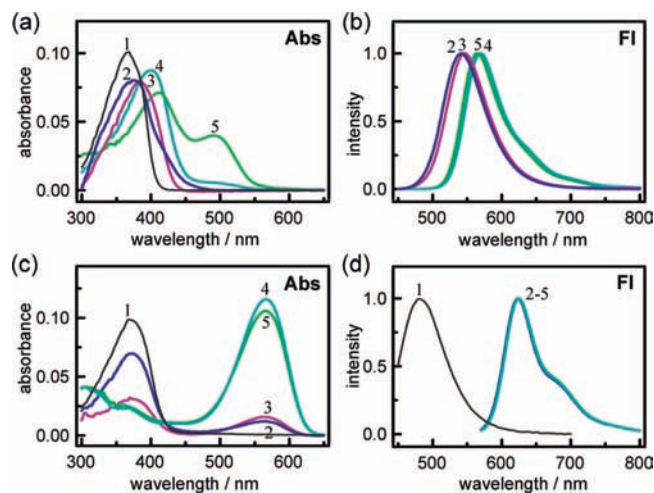 (a)
Abs
0.10
0.05
0.00
absorbance
1
2
3
4
5
300 400 500 600
wavelength / nm
(b)
Fl
1.0
0.5
0.0
intensity
2 3 5 4
500 600 700 800
wavelength / nm
(c)
Abs
0.10
0.05
0.00
absorbance
1
4
5
3
2
300 400 500 600
wavelength / nm
(d)
Fl
1.0
0.5
0.0
intensity
1
2-5
500 600 700 800
wavelength / nm